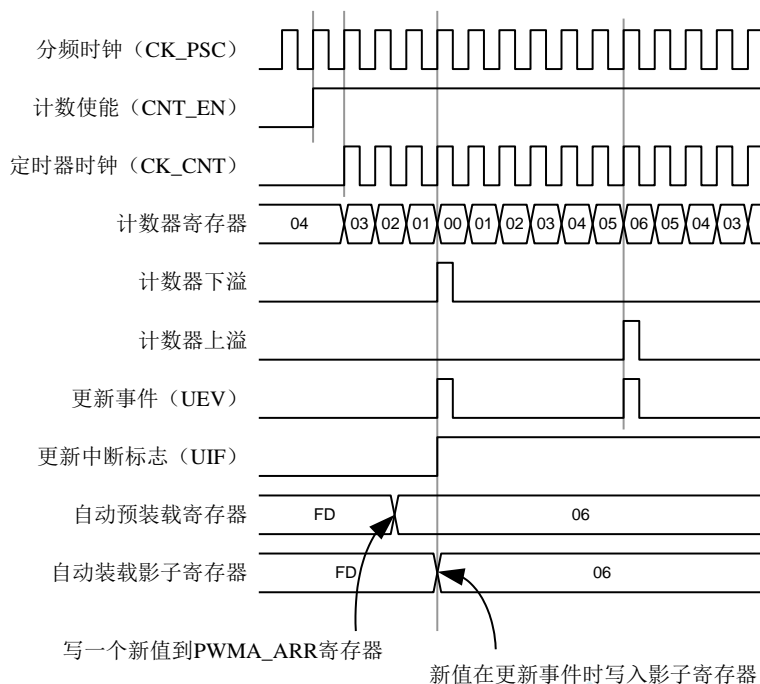 分频时钟（CK_PSC）
计数使能（CNT_EN）
定时器时钟（CK_CNT）
计数器寄存器 04 03 02 01 00 01 02 03 04 05 06 05 04 03
计数器下溢
计数器上溢
更新事件（UEV）
更新中断标志（UIF）
自动预装载寄存器 FD 06
自动装载影子寄存器 FD 06
写一个新值到PWMA_ARR寄存器
新值在更新事件时写入影子寄存器